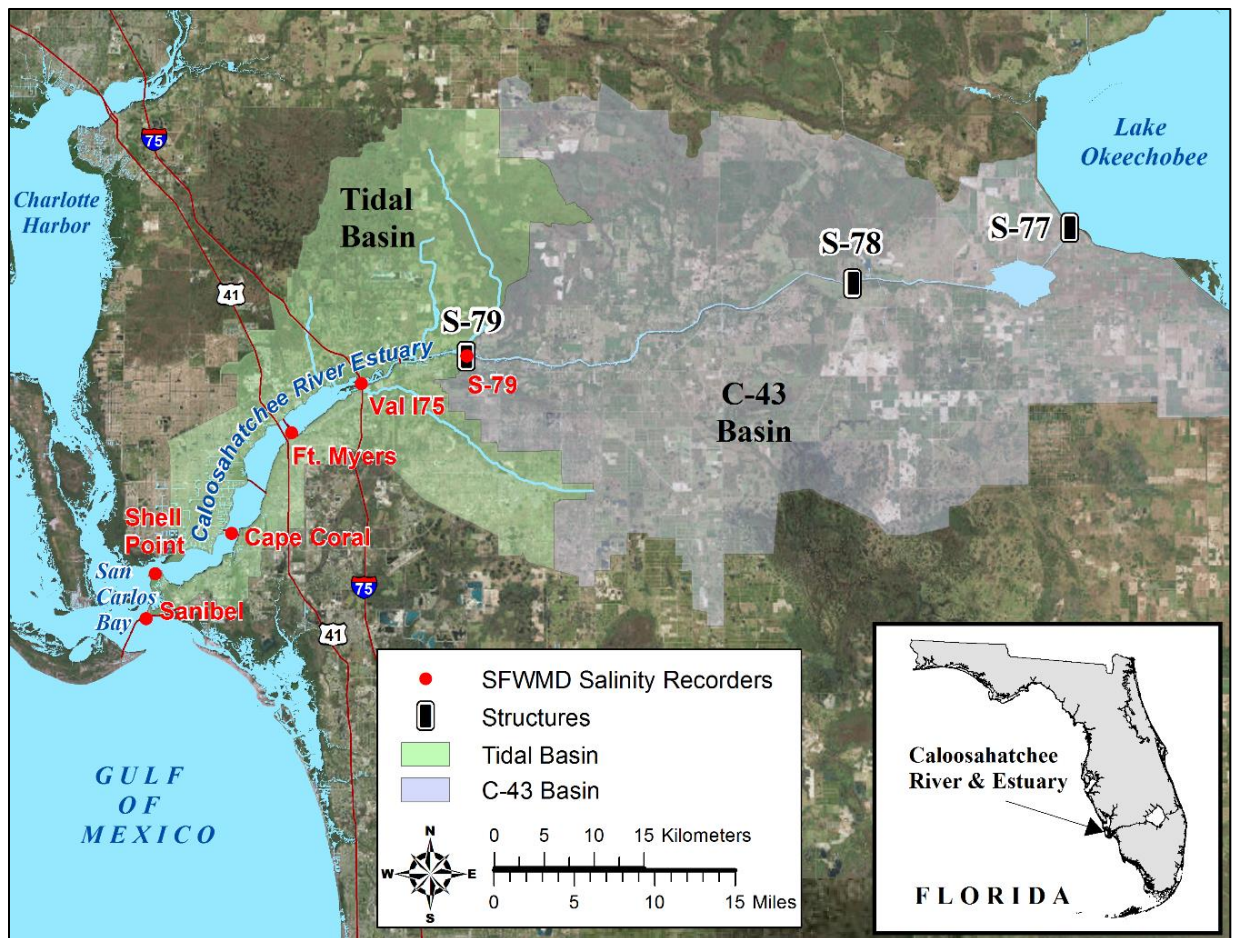 Lake
Okeechobee
75
Charlotte
Harbor
Tidal
Basin
S-77
S-78
41
S-79
S-79
Caloosahatchee River Estuary
Val I75
C-43
Basin
Ft. Myers
Shell
Point
Cape Coral
San
Carlos
Bay
Sanibel
75
41
GULF
OF
MEXICO
SFWMD Salinity Recorders
Structures
Tidal Basin
C-43 Basin
N
W E
S
0 5 10 15 Kilometers
0 5 10 15 Miles
Caloosahatchee
River & Estuary
FLORIDA